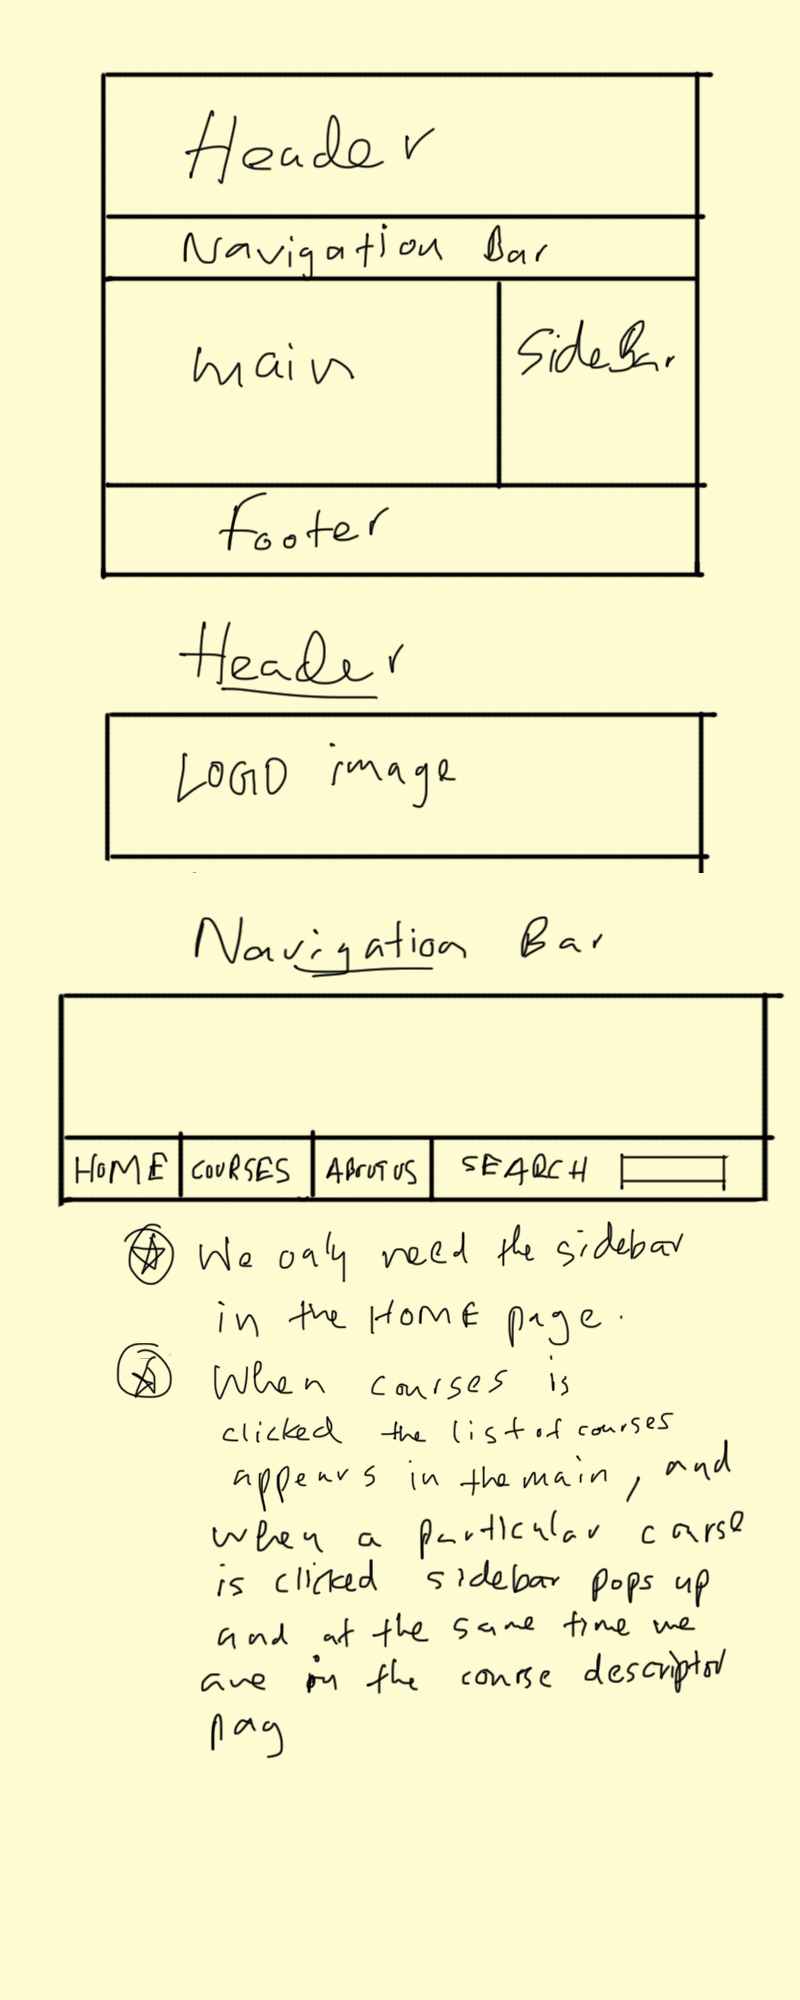 Header
Navigation Bar
main
SideBar
Footer
Header
LOGO image
Navigation Bar
HOME
COURSES
ABOUT US
SEARCH
We only need the sidebar
in the HOME page.
When courses is
clicked the list of courses
appears in the main, and
when a particular carse
is clicked sidebar pops up
and at the same time we
are in the course descriptor
pag